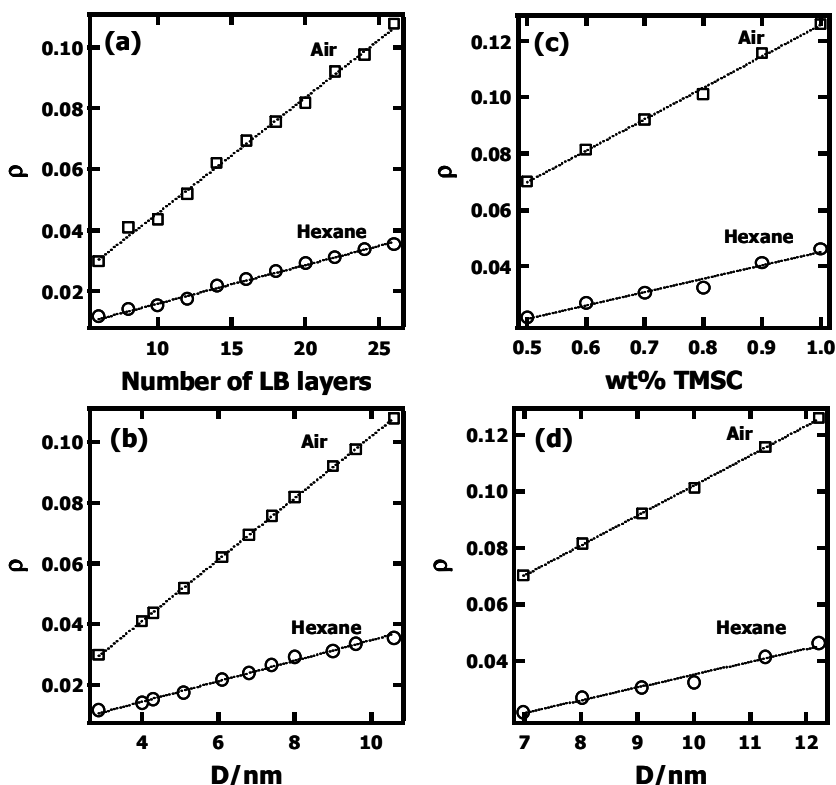 (a)
Air
Hexane
ρ
0.10
0.08
0.06
0.04
0.02
10 15 20 25
Number of LB layers
(c)
Air
Hexane
ρ
0.12
0.10
0.08
0.06
0.04
0.5 0.6 0.7 0.8 0.9 1.0
wt% TMSC
(b)
Air
Hexane
ρ
0.10
0.08
0.06
0.04
0.02
4 6 8 10
D/nm
(d)
Air
Hexane
ρ
0.12
0.10
0.08
0.06
0.04
7 8 9 10 11 12
D/nm